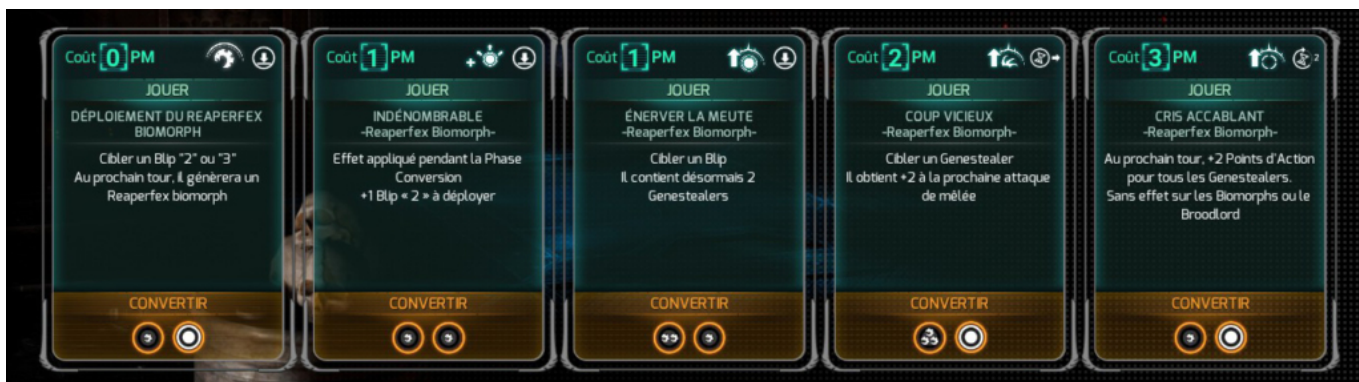 Coût [0] PM
JOUER
DÉPLOIEMENT DU REAPERFEX
BIOMORPH
Cibler un Blip "2" ou "3"
Au prochain tour, il génèrera un
Reaperfex biomorph
CONVERTIR
Coût [1] PM
JOUER
INDÉNOMBRABLE
-Reaperfex Biomorph-
Effet appliqué pendant la Phase
Conversion
+1 Blip « 2 » à déployer
CONVERTIR
Coût [1] PM
JOUER
ÉNERVER LA MEUTE
-Reaperfex Biomorph-
Cibler un Blip
Il contient désormais 2
Genestealers
CONVERTIR
Coût [2] PM
JOUER
COUP VICIEUX
-Reaperfex Biomorph-
Cibler un Genestealer
Il obtient +2 à la prochaine attaque
de mêlée
CONVERTIR
Coût [3] PM
2
JOUER
CRIS ACCABLANT
-Reaperfex Biomorph-
Au prochain tour, +2 Points d'Action
pour tous les Genestealers.
Sans effet sur les Biomorphs ou le
Broodlord
CONVERTIR